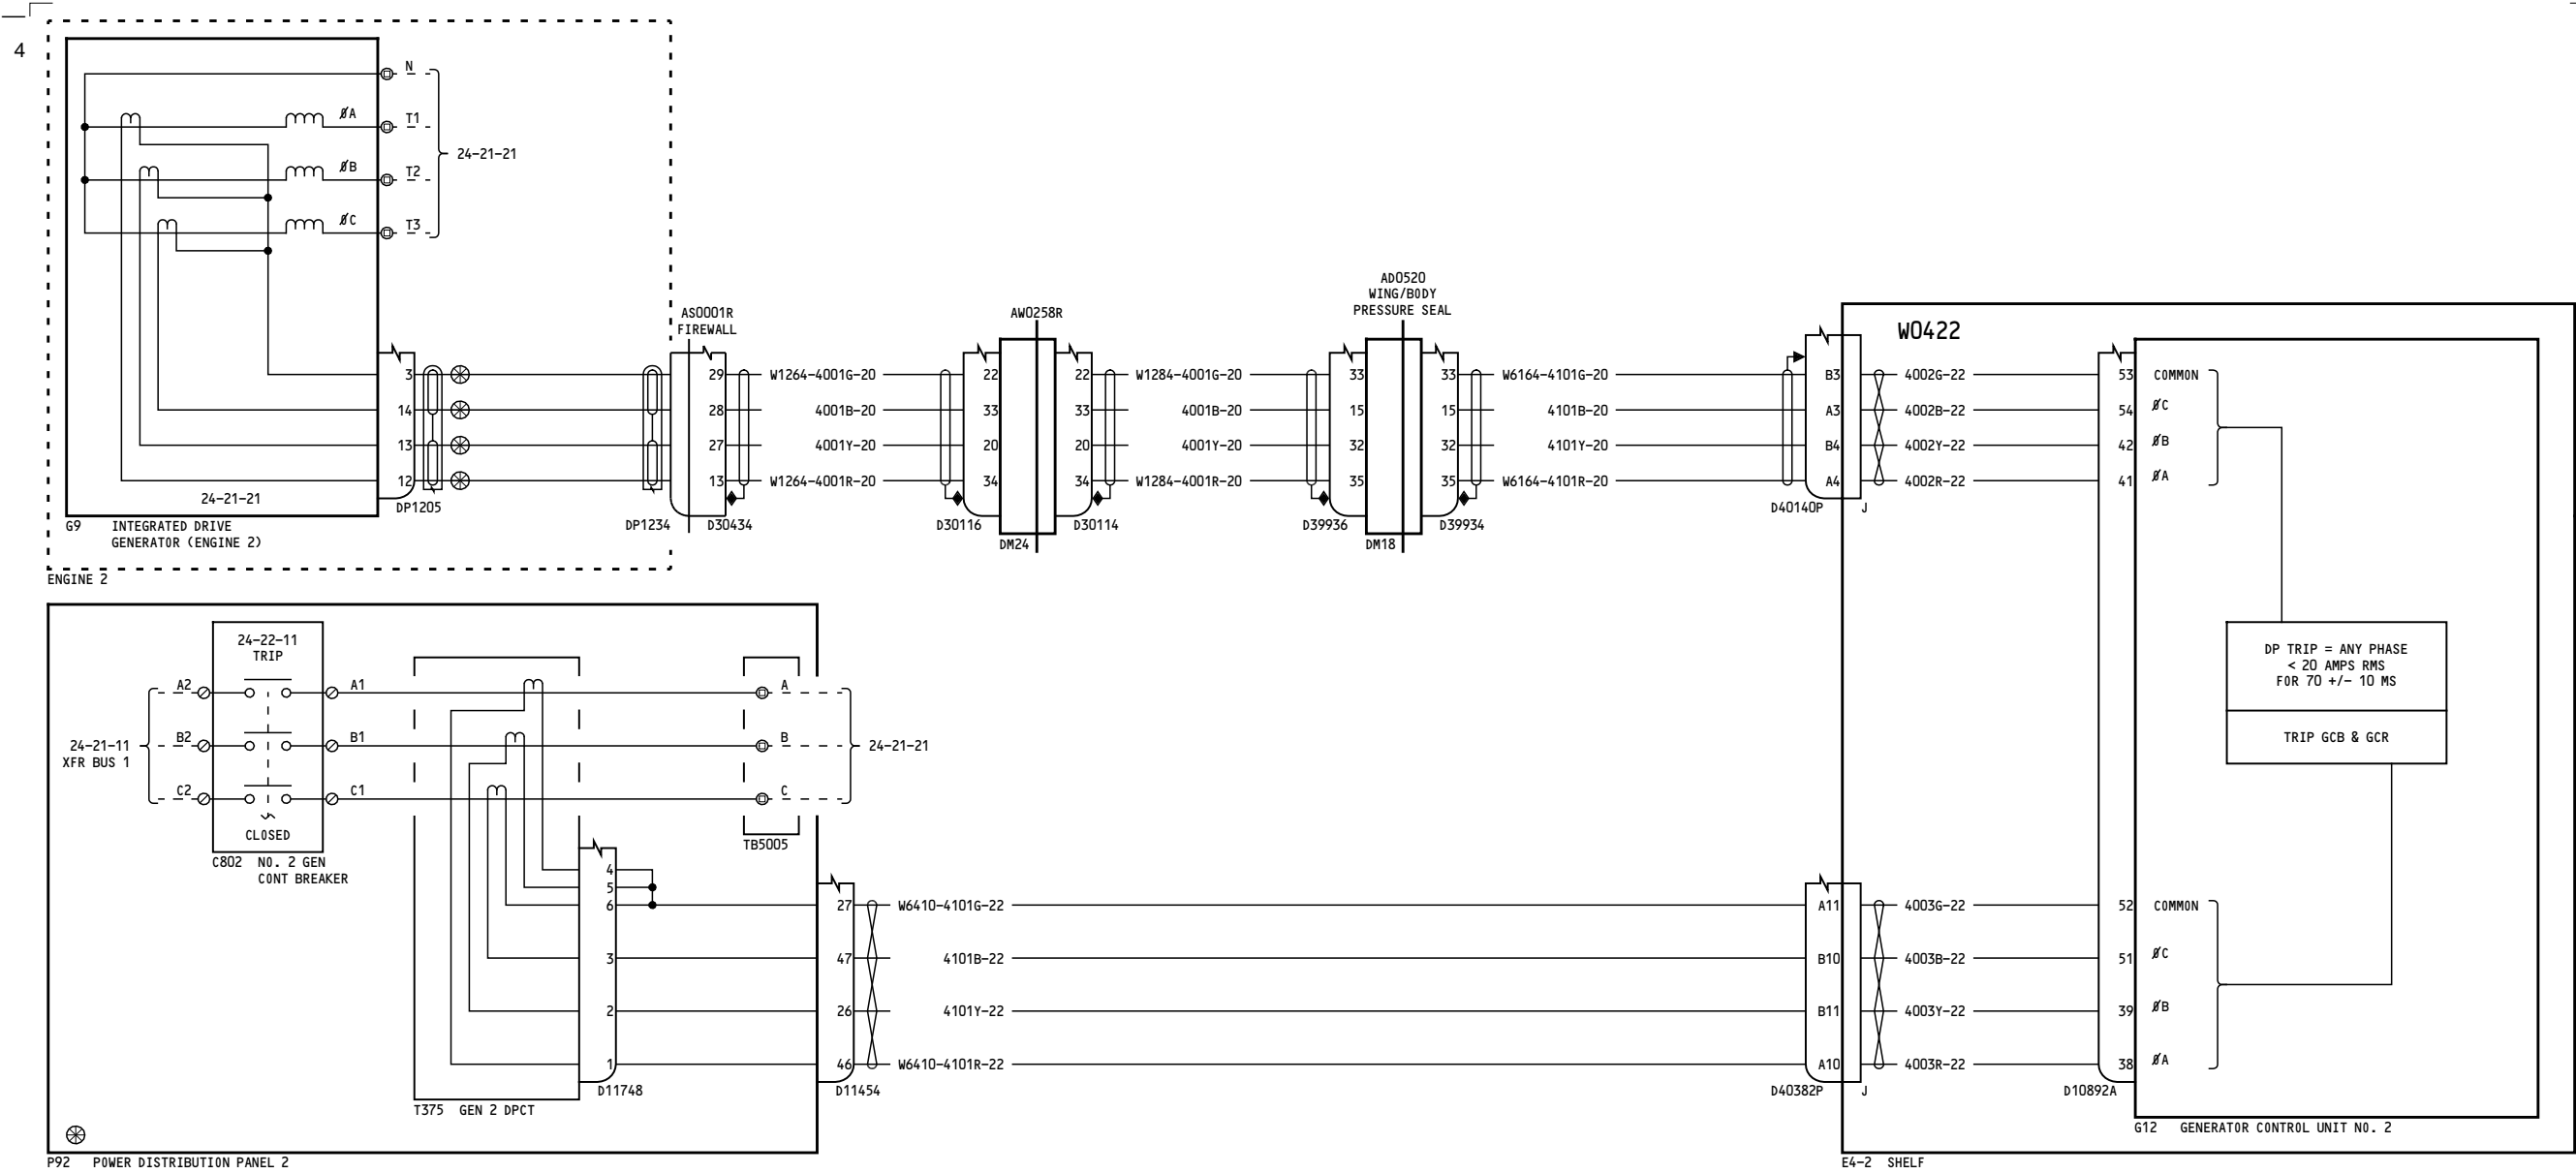 4
N
ØA
T1
ØB
T2
ØC
T3
24-21-21
3
14
13
12
24-21-21
DP1205
G9 INTEGRATED DRIVE
GENERATOR (ENGINE 2)
ENGINE 2
AS0001R
FIREWALL
29
28
27
13
DP1234
D30434
W1264-4001G-20
4001B-20
4001Y-20
W1264-4001R-20
AW0258R
22
33
20
34
22
33
20
34
D30116
D30114
DM24
W1284-4001G-20
4001B-20
4001Y-20
W1284-4001R-20
AD0520
WING/BODY
PRESSURE SEAL
33
15
32
35
33
15
32
35
D39936
D39934
DM18
W6164-4101G-20
4101B-20
4101Y-20
W6164-4101R-20
B3
A3
B4
A4
D40140P
J
W0422
4002G-22
4002B-22
4002Y-22
4002R-22
53 COMMON
54 ØC
42 ØB
41 ØA
DP TRIP = ANY PHASE
< 20 AMPS RMS
FOR 70 +/- 10 MS
TRIP GCB & GCR
24-22-11
TRIP
A2
A1
B2
B1
C2
C1
24-21-11
XFR BUS 1
CLOSED
C802 NO. 2 GEN
CONT BREAKER
A
B
C
24-21-21
TB5005
4
5
6
3
2
1
D11748
T375 GEN 2 DPCT
27
47
26
46
D11454
W6410-4101G-22
4101B-22
4101Y-22
W6410-4101R-22
A11
B10
B11
A10
D40382P
J
4003G-22
4003B-22
4003Y-22
4003R-22
52 COMMON
51 ØC
39 ØB
38 ØA
D10892A
G12 GENERATOR CONTROL UNIT NO. 2
P92 POWER DISTRIBUTION PANEL 2
E4-2 SHELF